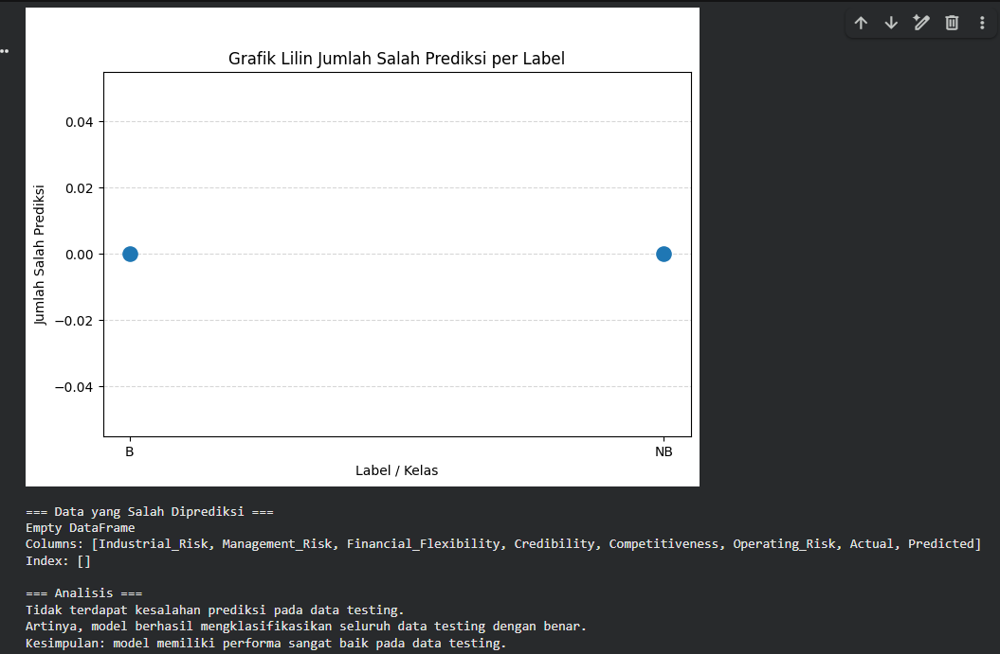 Grafik Lilin Jumlah Salah Prediksi per Label
0.04
0.02
0.00
−0.02
−0.04
Jumlah Salah Prediksi
B
NB
Label / Kelas
=== Data yang Salah Diprediksi ===
Empty DataFrame
Columns: [Industrial_Risk, Management_Risk, Financial_Flexibility, Credibility, Competitiveness, Operating_Risk, Actual, Predicted]
Index: []
=== Analisis ===
Tidak terdapat kesalahan prediksi pada data testing.
Artinya, model berhasil mengklasifikasikan seluruh data testing dengan benar.
Kesimpulan: model memiliki performa sangat baik pada data testing.